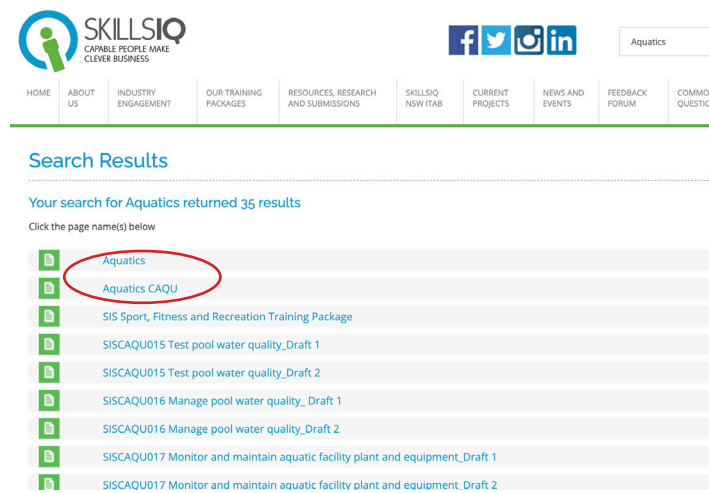 SKILLSIQ
CAPABLE PEOPLE MAKE
CLEVER BUSINESS
Aquatics
HOME
ABOUT US
INDUSTRY ENGAGEMENT
OUR TRAINING PACKAGES
RESOURCES, RESEARCH AND SUBMISSIONS
SKILLSIQ NSW ITAB
CURRENT PROJECTS
NEWS AND EVENTS
FEEDBACK FORUM
COMMO
QUESTIO
Search Results
Your search for Aquatics returned 35 results
Click the page name(s) below
Aquatics
Aquatics CAQU
SIS Sport, Fitness and Recreation Training Package
SISCAQU015 Test pool water quality_Draft 1
SISCAQU015 Test pool water quality_Draft 2
SISCAQU016 Manage pool water quality_ Draft 1
SISCAQU016 Manage pool water quality_Draft 2
SISCAQU017 Monitor and maintain aquatic facility plant and equipment_Draft 1
SISCAQU017 Monitor and maintain aquatic facility plant and equipment_Draft 2